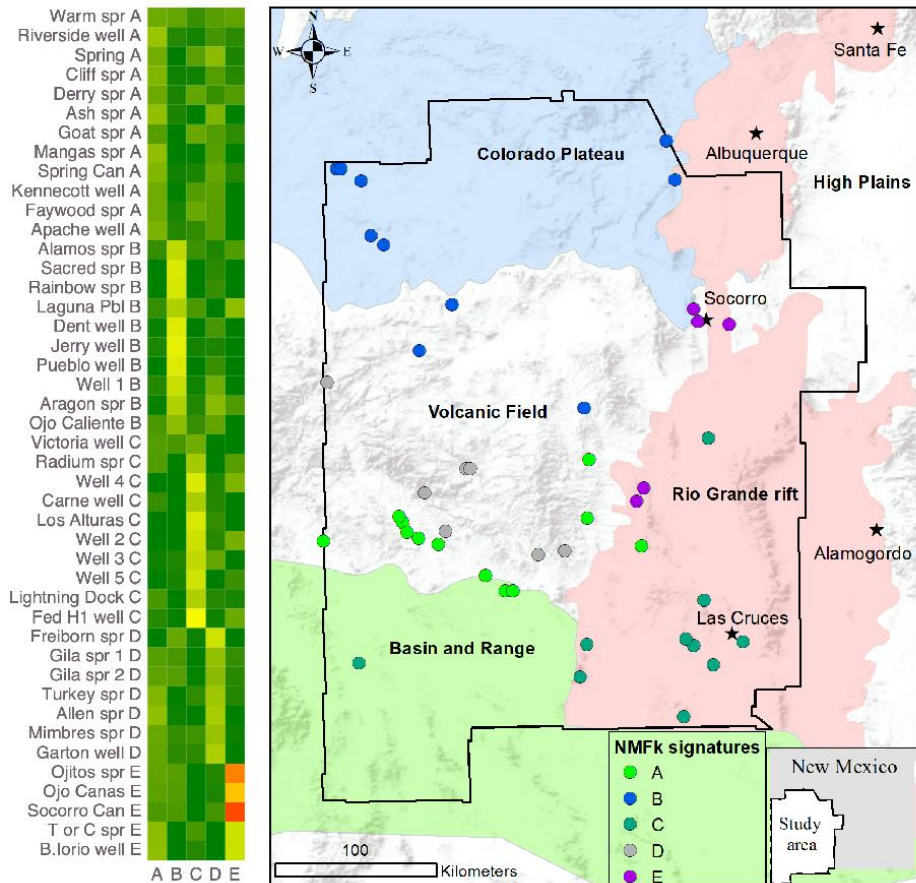 Warm spr A
Riverside well A
Spring A
Cliff spr A
Derry spr A
Ash spr A
Goat spr A
Mangas spr A
Spring Can A
Kennecott well A
Faywood spr A
Apache well A
Alamos spr B
Sacred spr B
Rainbow spr B
Laguna Pbl B
Dent well B
Jerry well B
Pueblo well B
Well 1 B
Aragon spr B
Ojo Caliente B
Victoria well C
Radium spr C
Well 4 C
Carne well C
Los Alturas C
Well 2 C
Well 3 C
Well 5 C
Lightning Dock C
Fed H1 well C
Freiborn spr D
Gila spr 1 D
Gila spr 2 D
Turkey spr D
Allen spr D
Mimbres spr D
Garton well D
Ojitos spr E
Ojo Canas E
Socorro Can E
T or C spr E
B.Iorio well E
A B C D E
N
W E
S
Santa Fe
Albuquerque
Colorado Plateau
High Plains
Socorro
Volcanic Field
Rio Grande rift
Alamogordo
Las Cruces
Basin and Range
NMFk signatures
A
B
C
D
E
New Mexico
Study
area
100
Kilometers